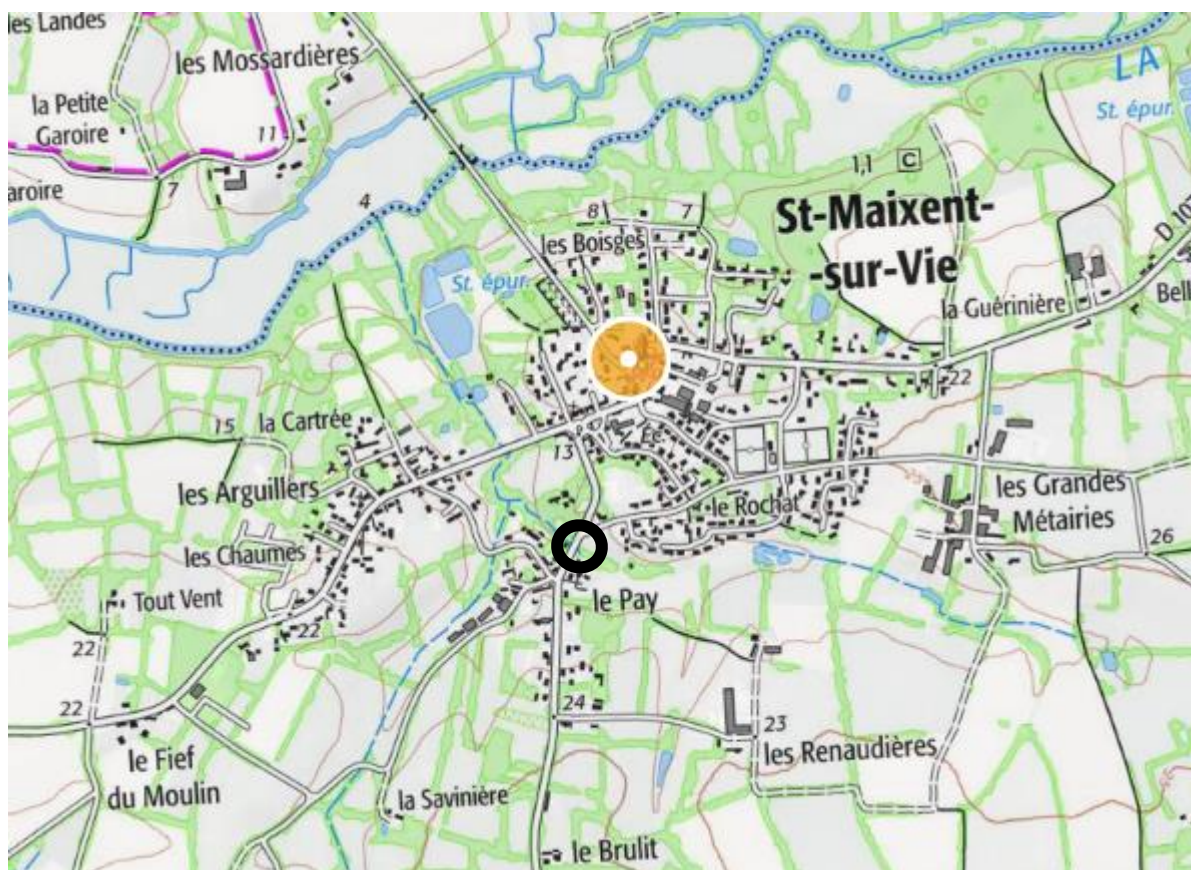 les Landes
les Mossardières
LA
la Petite
Garoire
11
St. épur.
1,1 C
aroire
7
4
8
7
St-Maixent-
-sur-Vie
D 107
les Boisges
St. épur.
la Guérinière
Bell
22
la Cartrée
15
13
Éc.
les Arguillers
le Rochat
les Grandes
Métairies
26
les Chaumes
Tout Vent
le Pay
22
22
22
24
23
les Renaudières
le Fief
du Moulin
la Savinière
le Brulit